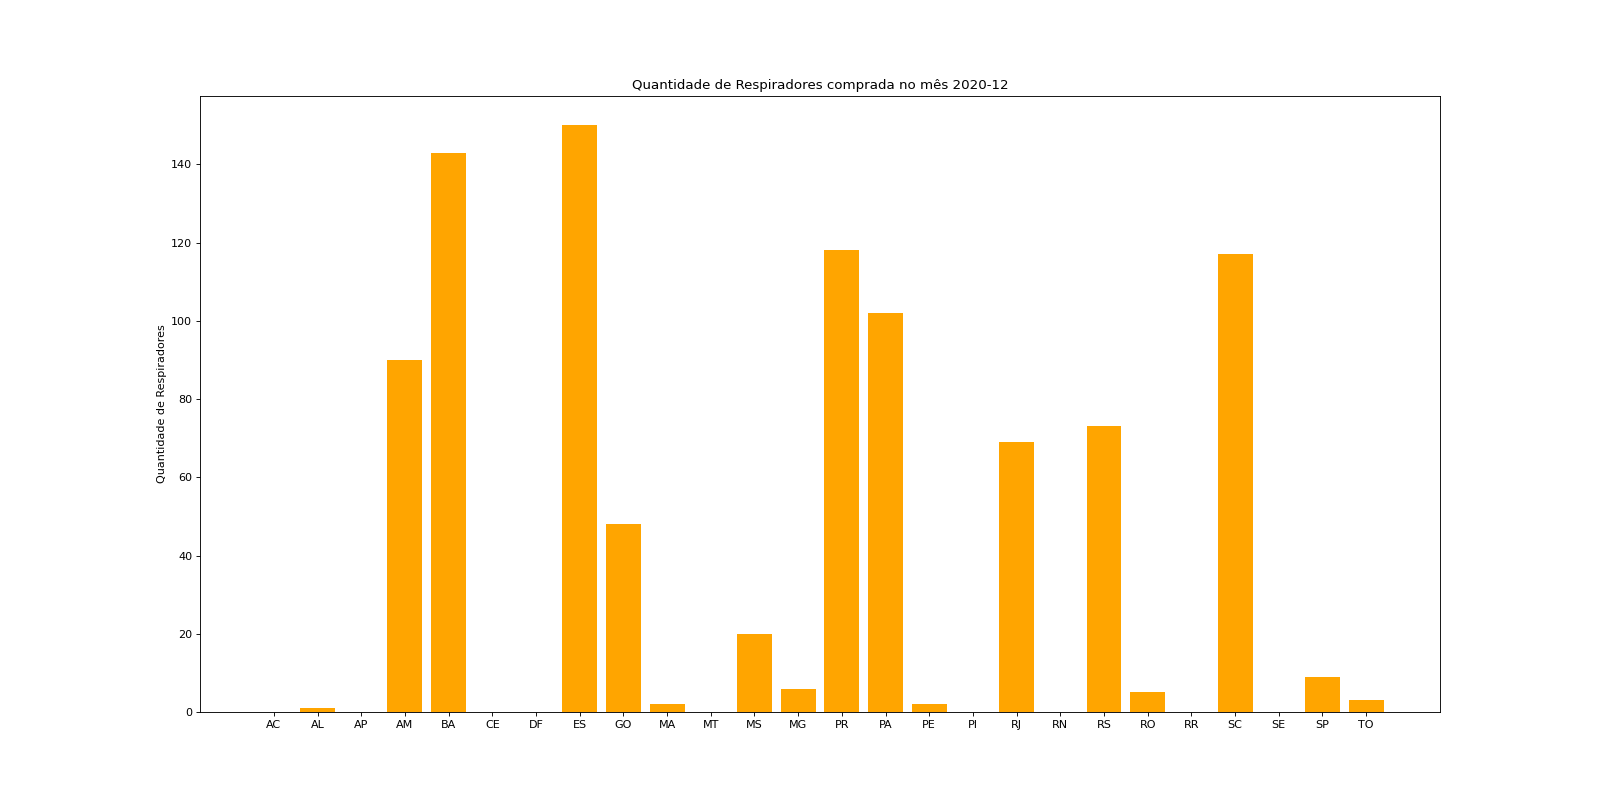 Quantidade de Respiradores comprada no mês 2020-12
Quantidade de Respiradores
140
120
100
80
60
40
20
0
AC AL AP AM BA CE DF ES GO MA MT MS MG PR PA PE PI RJ RN RS RO RR SC SE SP TO